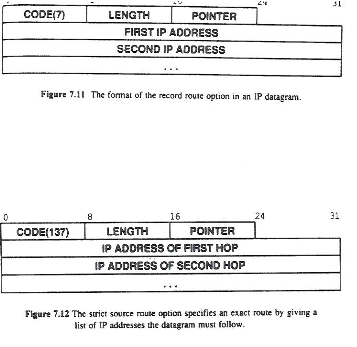 24 31
CODE(7) LENGTH POINTER
FIRST IP ADDRESS
SECOND IP ADDRESS
...
Figure 7.11 The format of the record route option in an IP datagram.
0 8 16 24 31
CODE(137) LENGTH POINTER
IP ADDRESS OF FIRST HOP
IP ADDRESS OF SECOND HOP
...
Figure 7.12 The strict source route option specifies an exact route by giving a
list of IP addresses the datagram must follow.